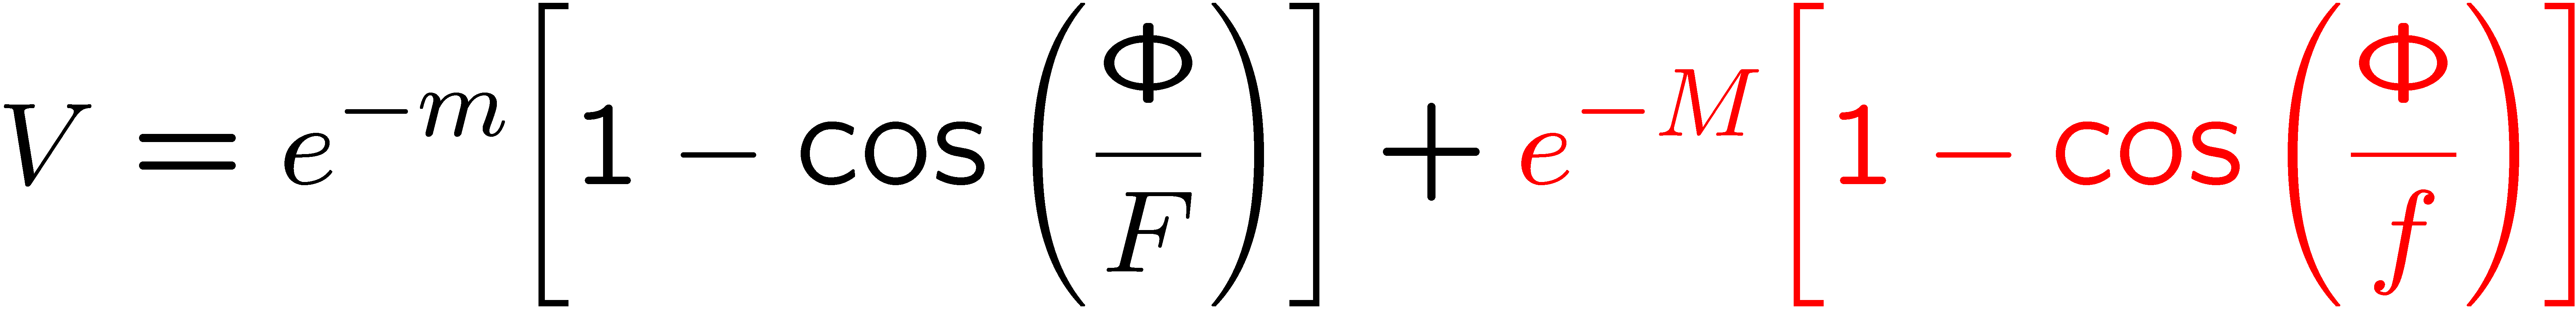 V = e^{-m} [1 − cos(Φ/F)] + e^{-M} [1 − cos(Φ/f)]